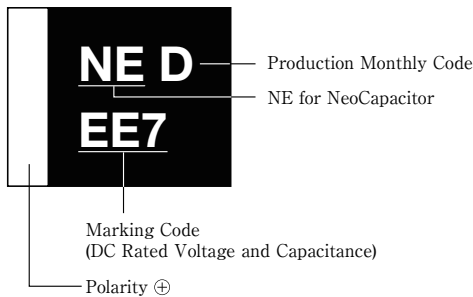 NE D
Production Monthly Code
NE for NeoCapacitor
EE7
Marking Code
(DC Rated Voltage and Capacitance)
Polarity ⊕